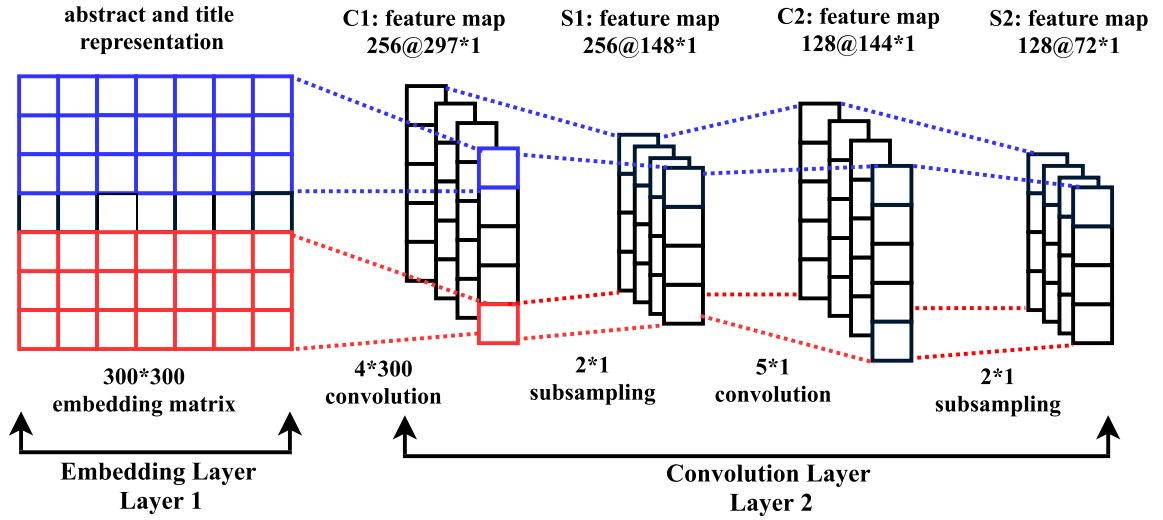 abstract and title
representation
C1: feature map
256@297*1
S1: feature map
256@148*1
C2: feature map
128@144*1
S2: feature map
128@72*1
300*300
embedding matrix
4*300
convolution
2*1
subsampling
5*1
convolution
2*1
subsampling
Embedding Layer
Layer 1
Convolution Layer
Layer 2